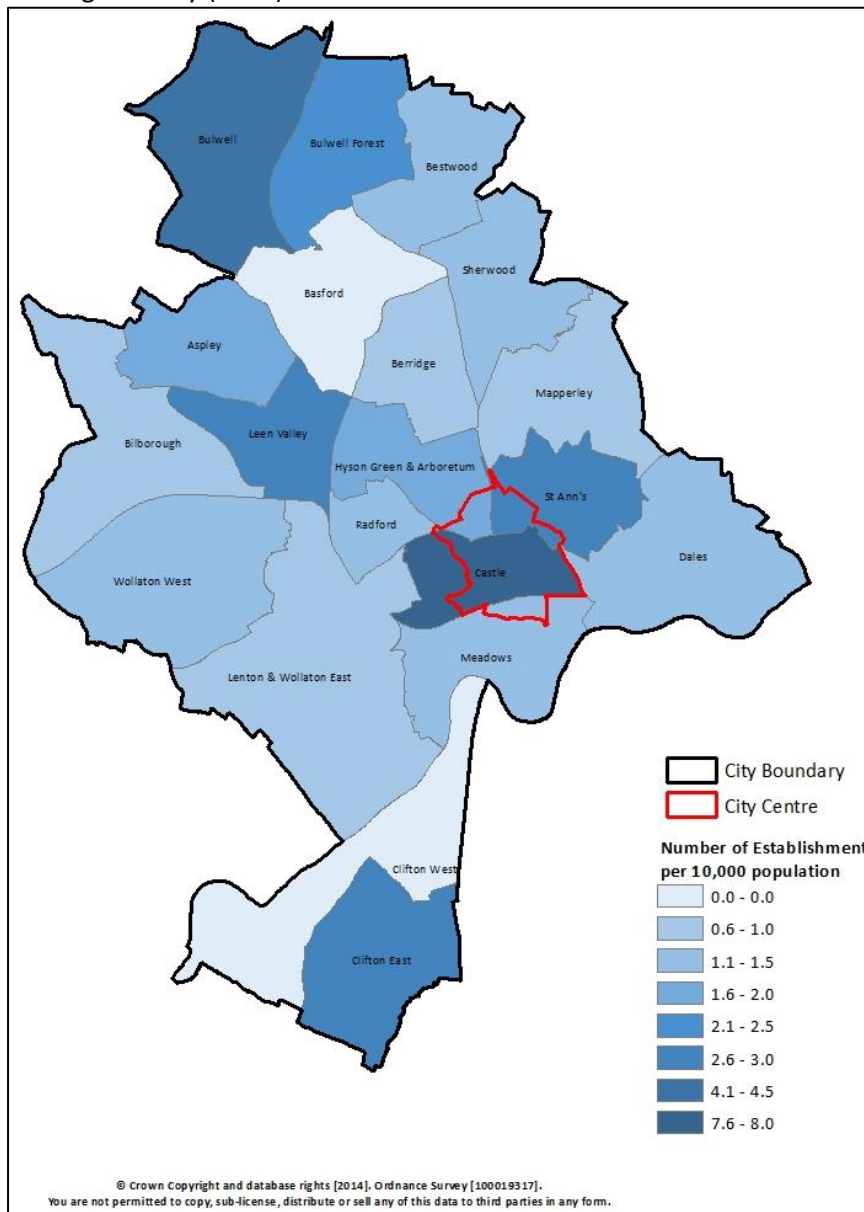 Bulwell
Bulwell Forest
Bestwood
Sherwood
Basford
Aspley
Berridge
Mapperley
Bilborough
Leen Valley
Hyson Green & Arboretum
St Ann's
Radford
Dales
Castle
Wollaton West
Meadows
Lenton & Wollaton East
Clifton West
Clifton East
City Boundary
City Centre
Number of Establishment
per 10,000 population
0.0 - 0.0
0.6 - 1.0
1.1 - 1.5
1.6 - 2.0
2.1 - 2.5
2.6 - 3.0
4.1 - 4.5
7.6 - 8.0
© Crown Copyright and database rights [2014]. Ordnance Survey [100019317].
You are not permitted to copy, sub-license, distribute or sell any of this data to third parties in any form.